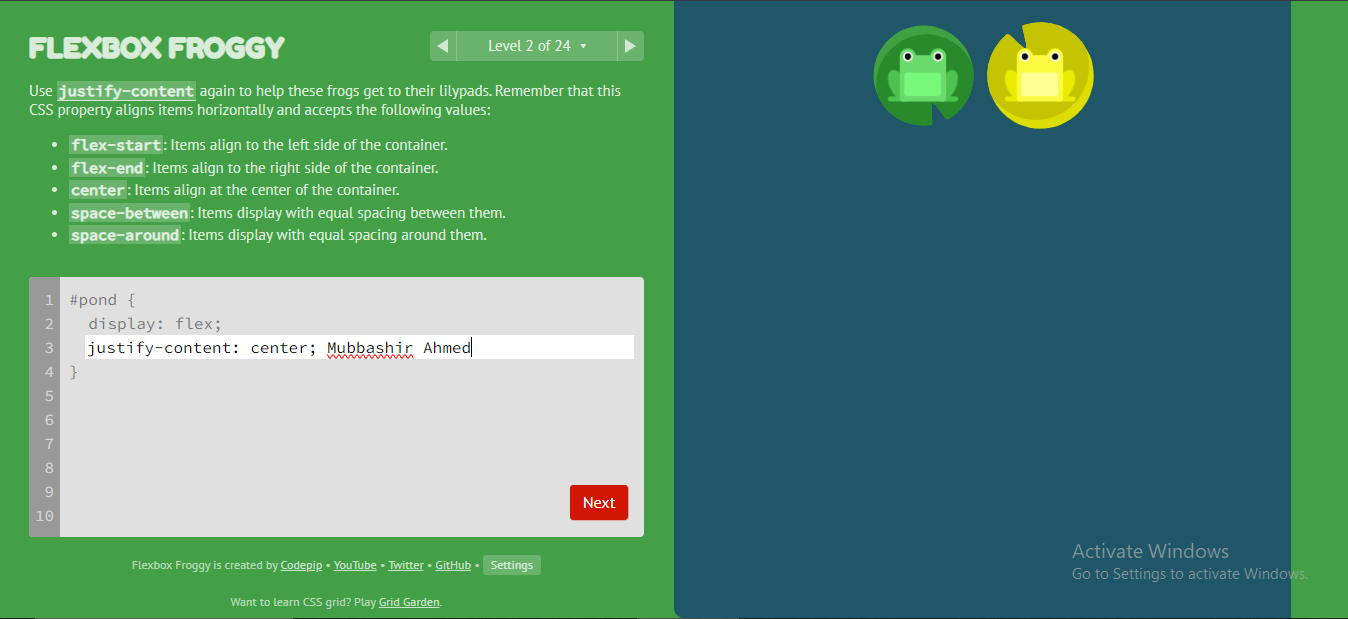 FLEXBOX FROGGY
Level 2 of 24
Use justify-content again to help these frogs get to their lilypads. Remember that this
CSS property aligns items horizontally and accepts the following values:
• flex-start: Items align to the left side of the container.
• flex-end: Items align to the right side of the container.
• center: Items align at the center of the container.
• space-between: Items display with equal spacing between them.
• space-around: Items display with equal spacing around them.
1 #pond {
2 display: flex;
3 justify-content: center; Mubbashir Ahmed
4 }
5
6
7
8
9
10
Next
Flexbox Froggy is created by Codepip • YouTube • Twitter • GitHub • Settings
Want to learn CSS grid? Play Grid Garden.
Activate Windows
Go to Settings to activate Windows.